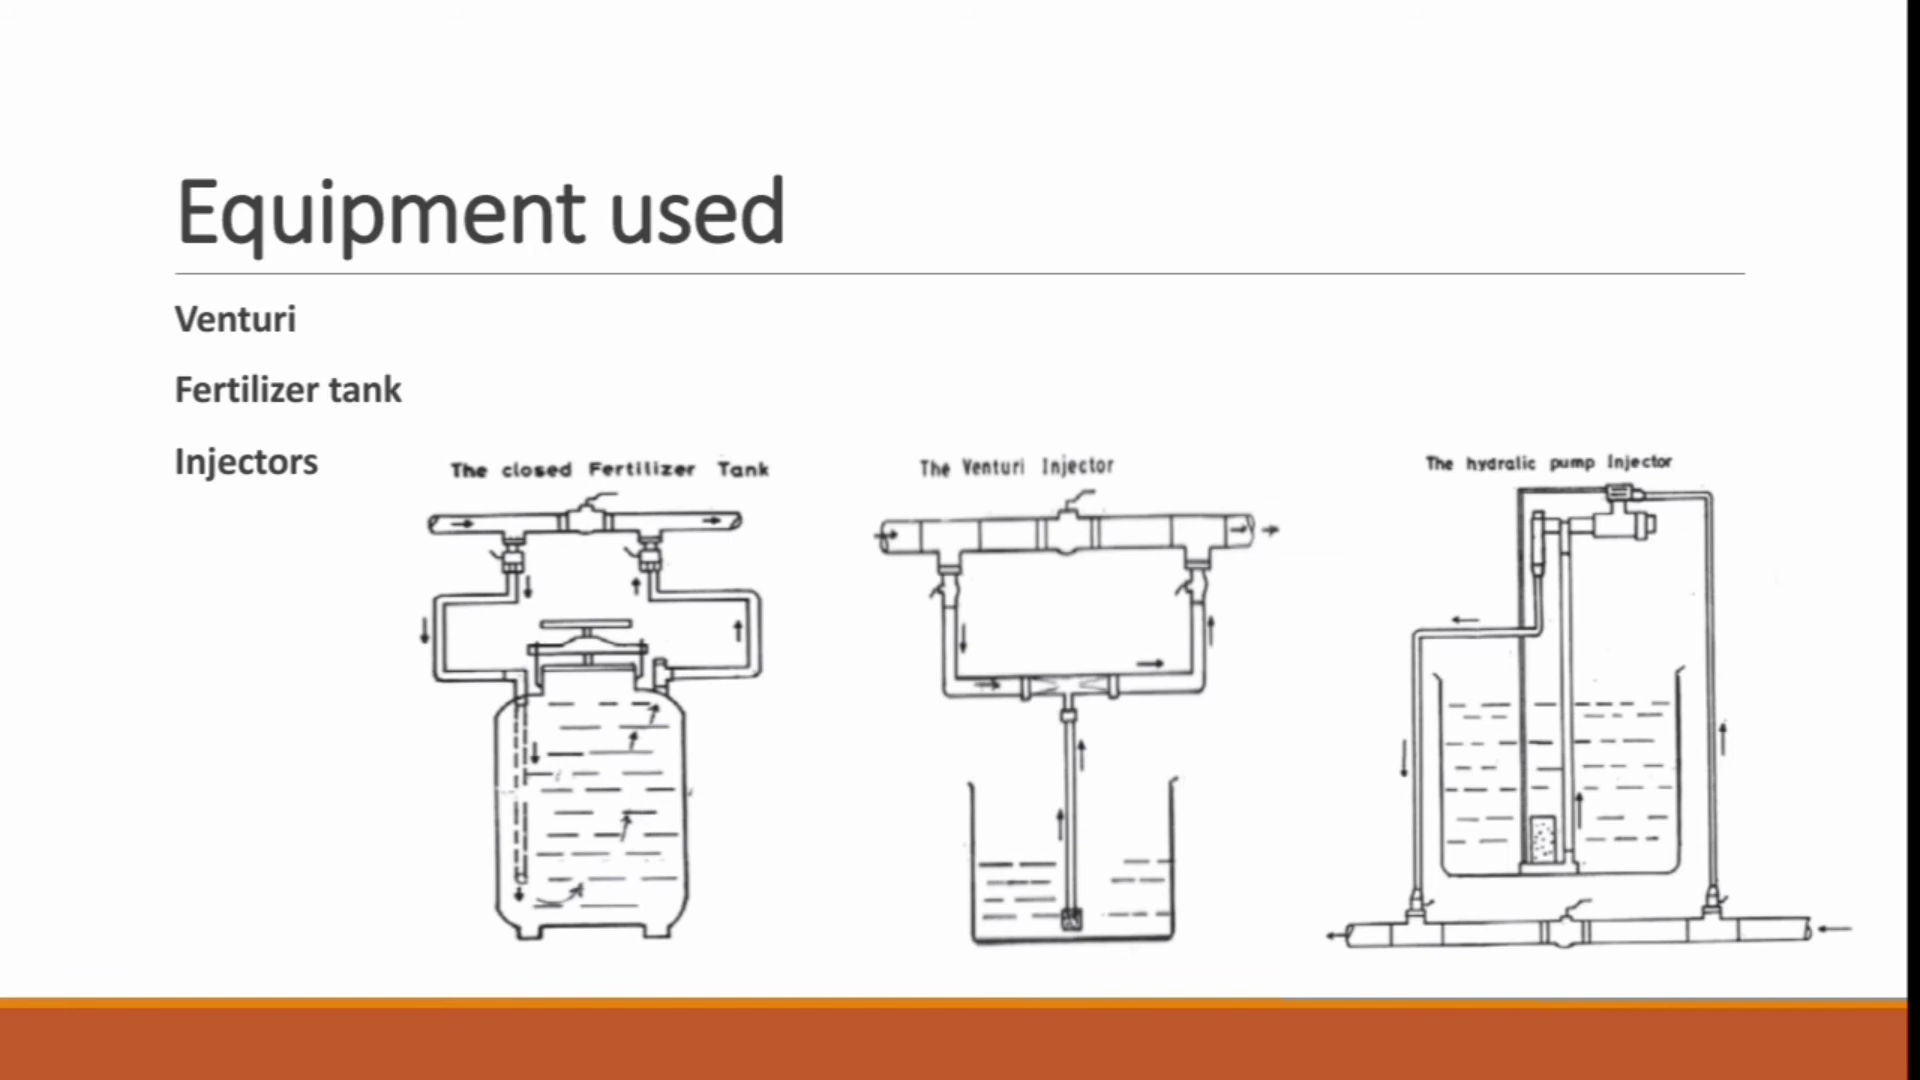 Equipment used
Venturi
Fertilizer tank
Injectors
The closed Fertilizer Tank
The Venturi Injector
The hydralic pump Injector